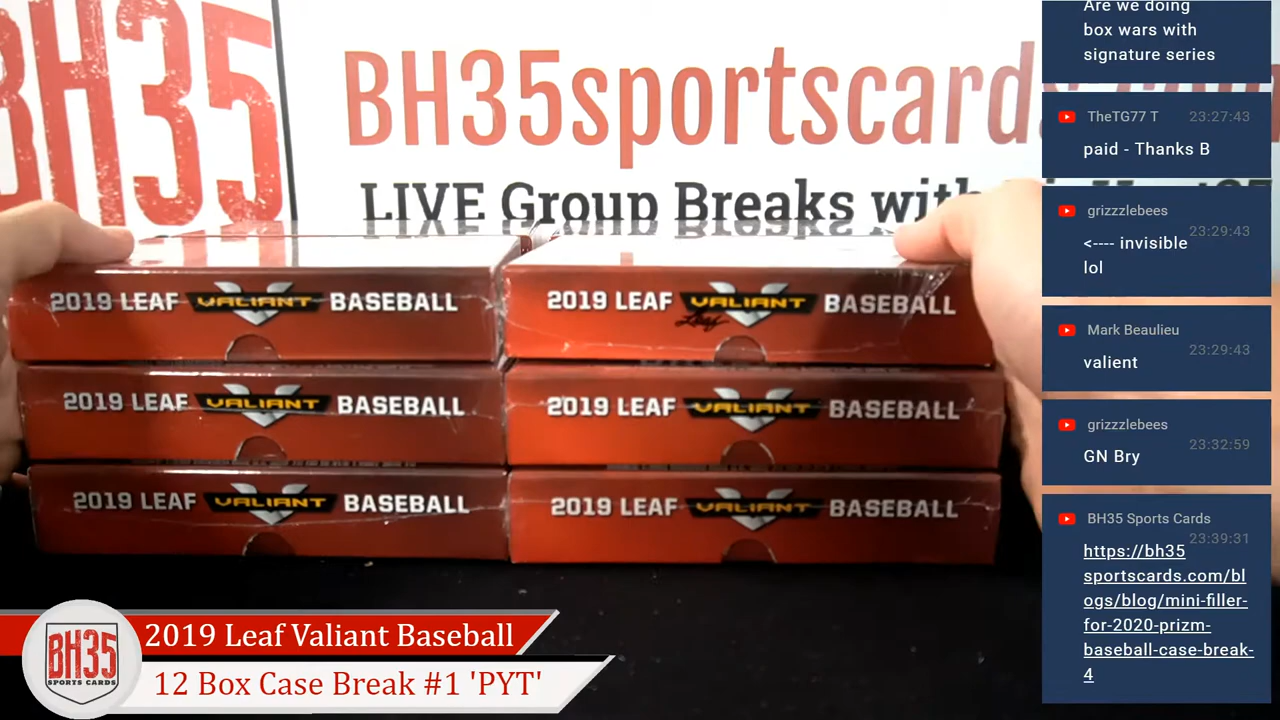 BH35
BH35sportscards.
LIVE Group Breaks with
2019 LEAF VALIANT BASEBALL
2019 LEAF VALIANT BASEBALL
Leaf
2019 LEAF VALIANT BASEBALL
2019 LEAF VALIANT BASEBALL
2019 LEAF VALIANT BASEBALL
2019 LEAF VALIANT BASEBALL
BH35
SPORTS CARDS
2019 Leaf Valiant Baseball
12 Box Case Break #1 'PYT'
Are we doing
box wars with
signature series
TheTG77 T 23:27:43
paid - Thanks B
grizzzlebees 23:29:43
<---- invisible
lol
Mark Beaulieu 23:29:43
valient
grizzzlebees 23:32:59
GN Bry
BH35 Sports Cards 23:39:31
https://bh35
sportscards.com/bl
ogs/blog/mini-filler-
for-2020-prizm-
baseball-case-break-
4